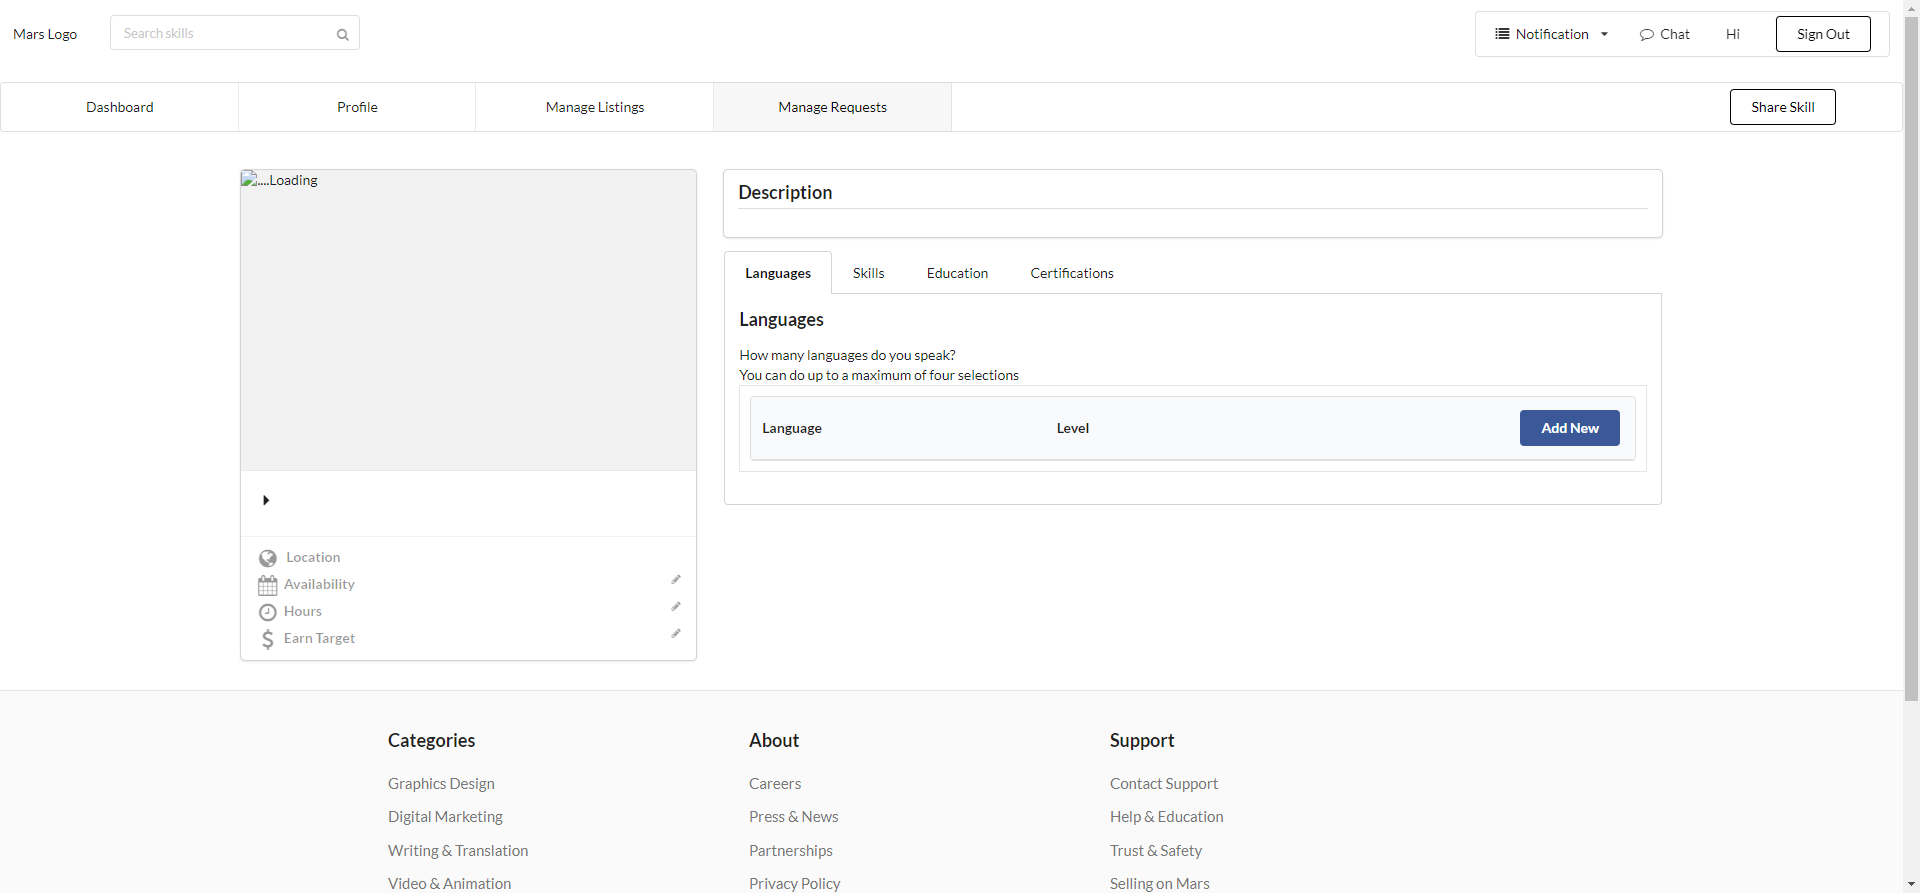 Mars Logo
Search skills
Notification
Chat
Hi
Sign Out
Dashboard
Profile
Manage Listings
Manage Requests
Share Skill
....Loading
Location
Availability
Hours
Earn Target
Description
Languages
Skills
Education
Certifications
Languages
How many languages do you speak?
You can do up to a maximum of four selections
Language
Level
Add New
Categories
Graphics Design
Digital Marketing
Writing & Translation
Video & Animation
About
Careers
Press & News
Partnerships
Privacy Policy
Support
Contact Support
Help & Education
Trust & Safety
Selling on Mars